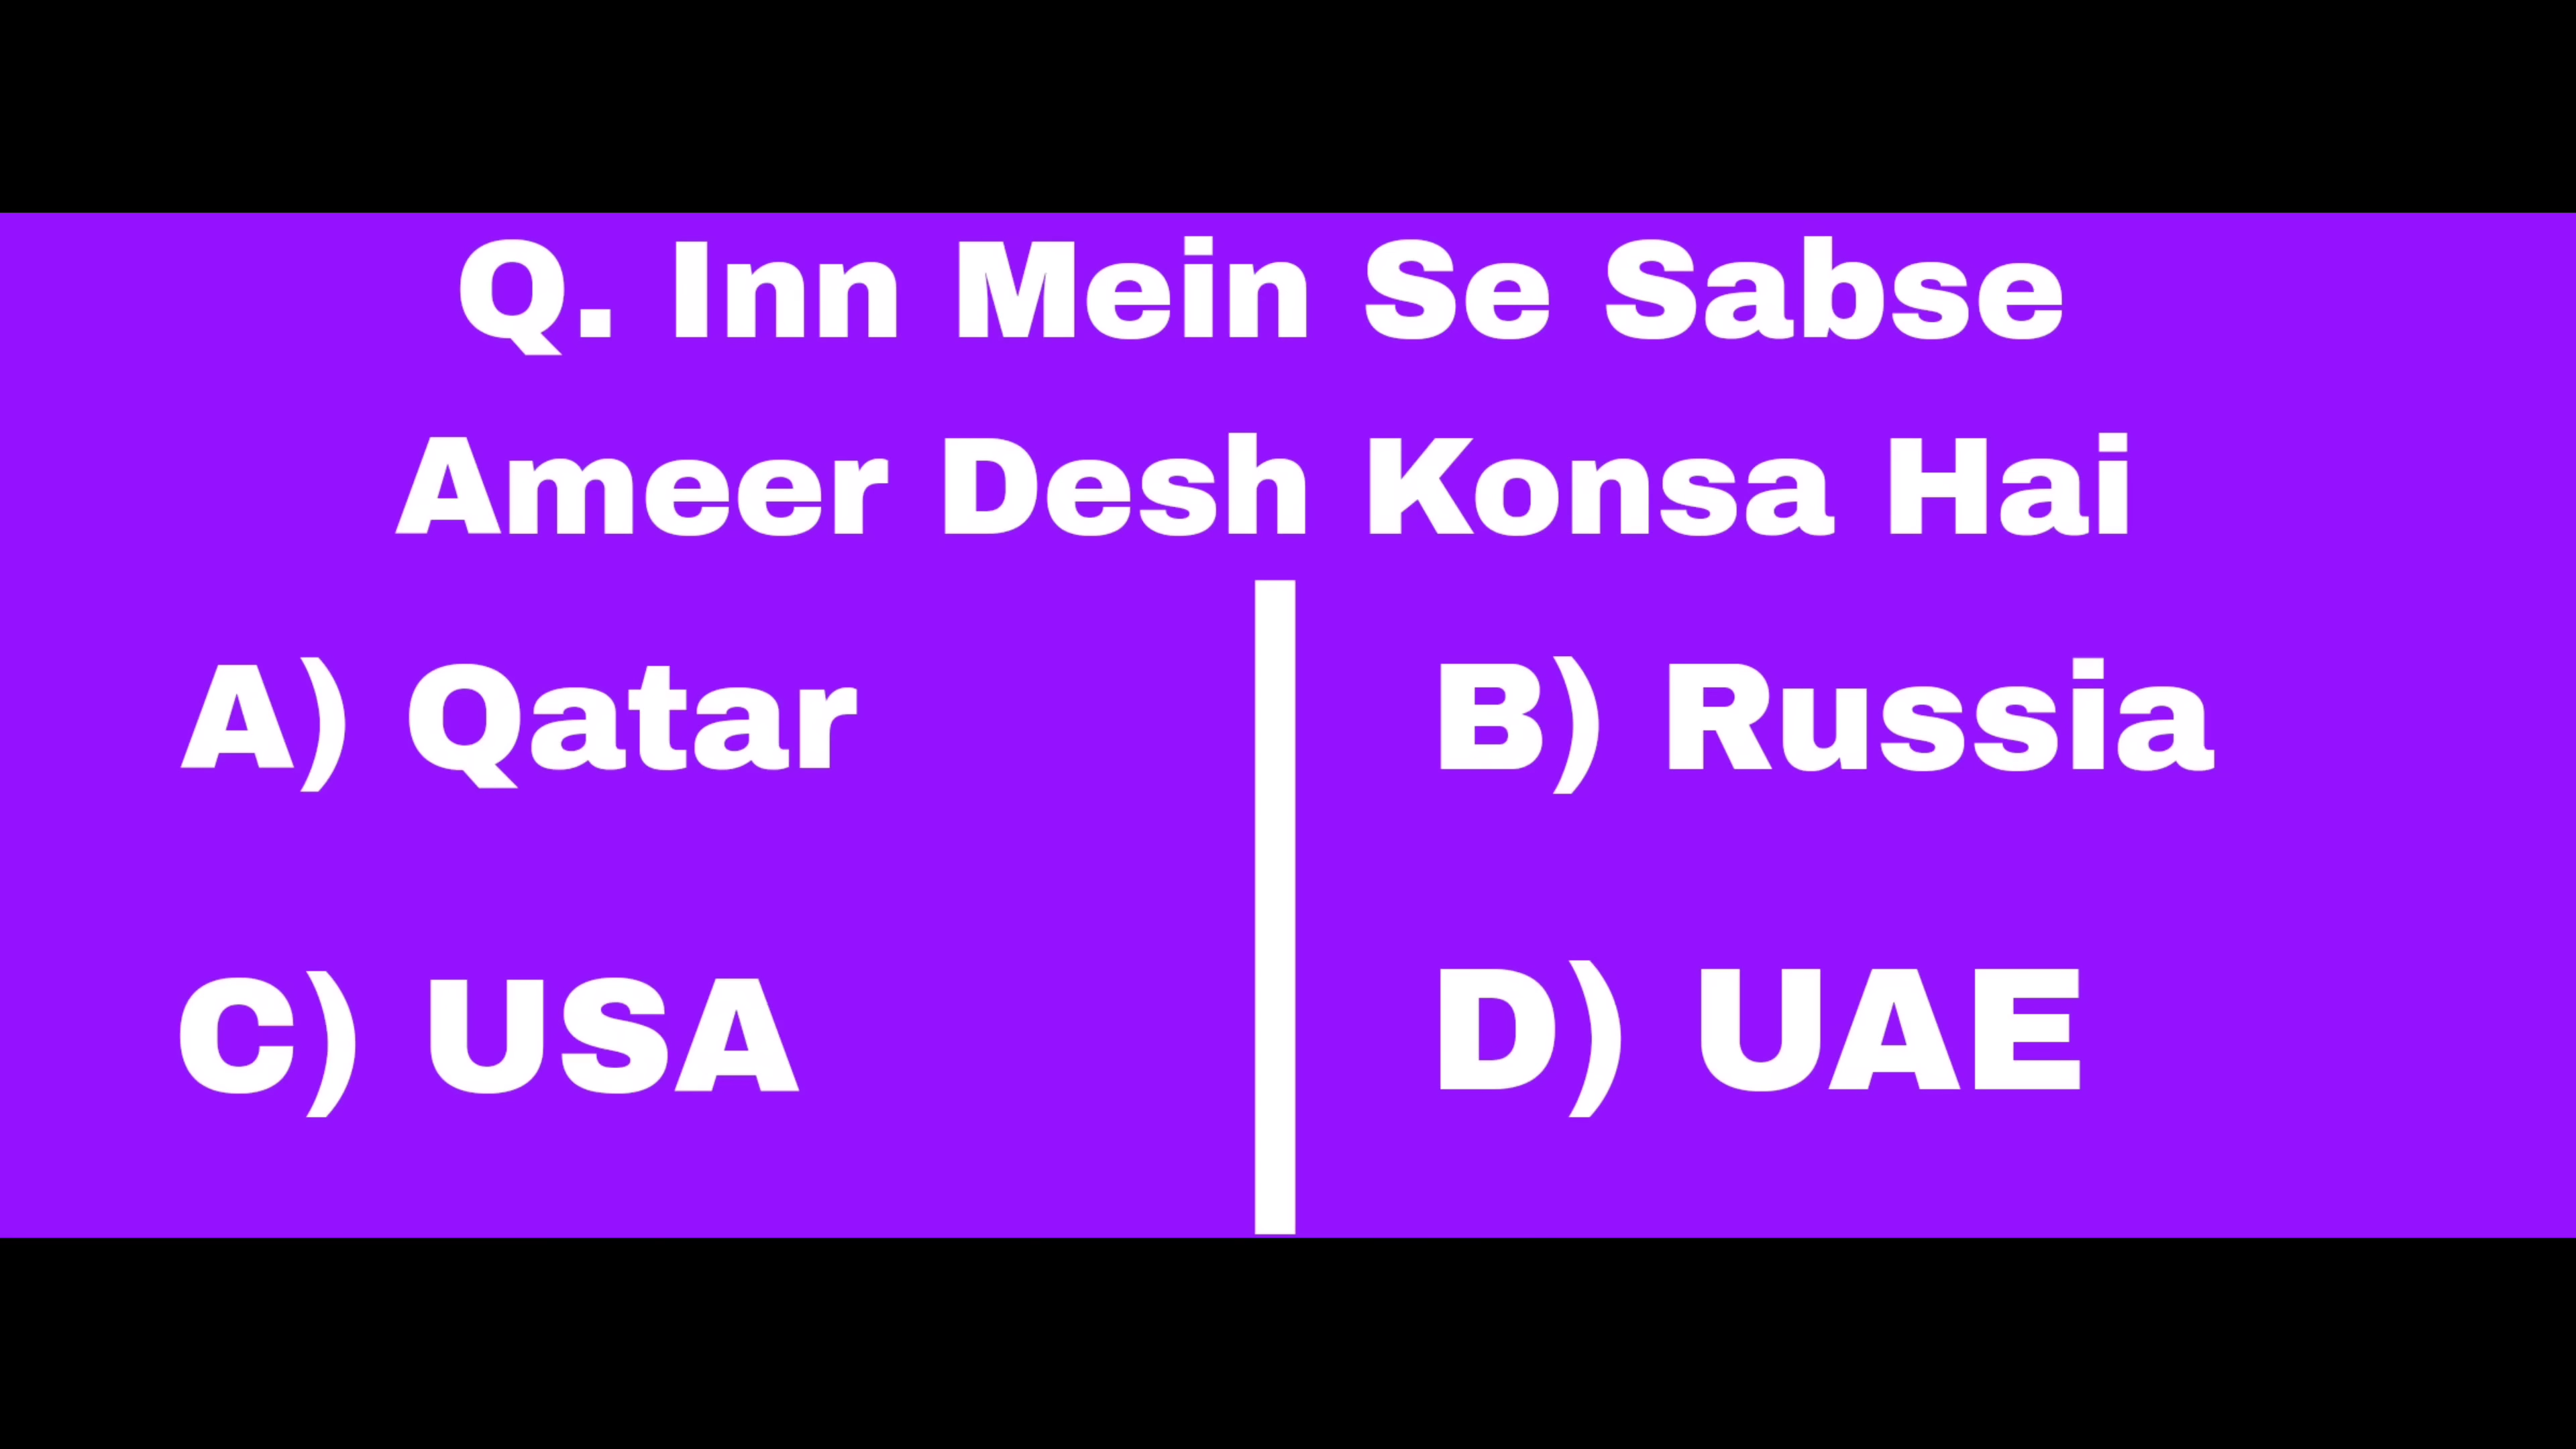 Q. Inn Mein Se Sabse
Ameer Desh Konsa Hai
A) Qatar
B) Russia
C) USA
D) UAE